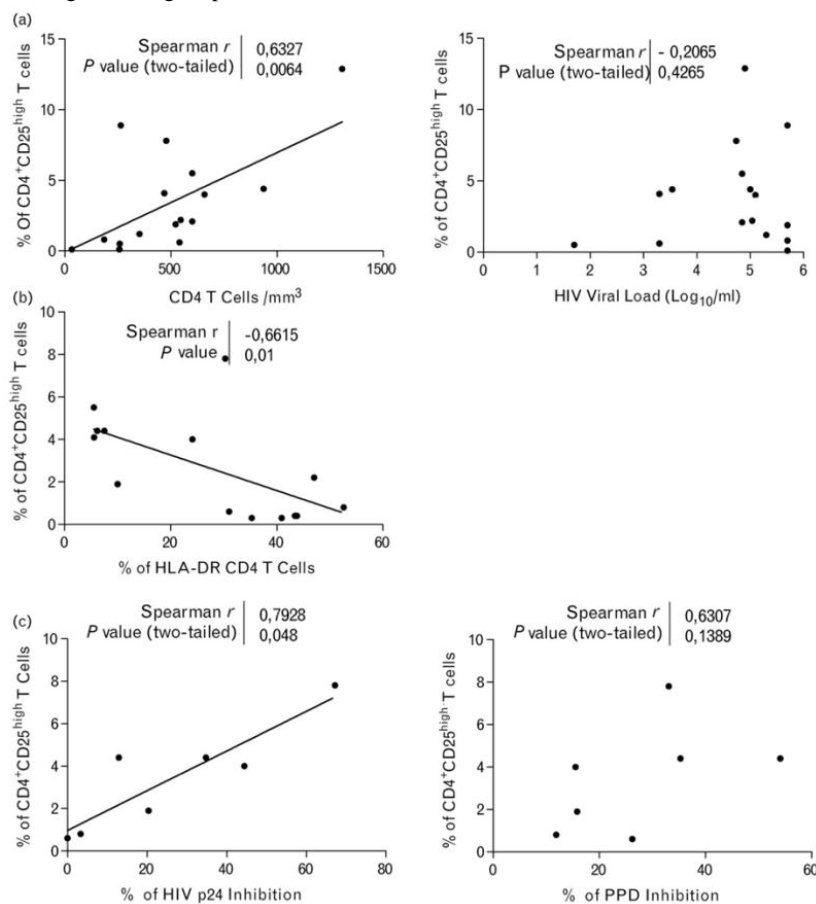 (a)
Spearman r | 0,6327
P value (two-tailed) | 0,0064
% Of CD4+CD25high T cells
15
10
5
0
0 500 1000 1500
CD4 T Cells /mm3
Spearman r | - 0,2065
P value (two-tailed) | 0,4265
% of CD4+CD25high T cells
15
10
5
0
0 1 2 3 4 5 6
HIV Viral Load (Log10/ml)
(b)
Spearman r | -0,6615
P value | 0,01
% of CD4+CD25high T cells
8
6
4
2
0
0 20 40 60
% of HLA-DR CD4 T Cells
(c)
Spearman r | 0,7928
P value (two-tailed) | 0,048
% of CD4+CD25high T Cells
8
6
4
2
0
0 20 40 60 80
% of HIV p24 Inhibition
Spearman r | 0,6307
P value (two-tailed) | 0,1389
% of CD4+CD25high T cells
8
6
4
2
0
0 20 40 60
% of PPD Inhibition